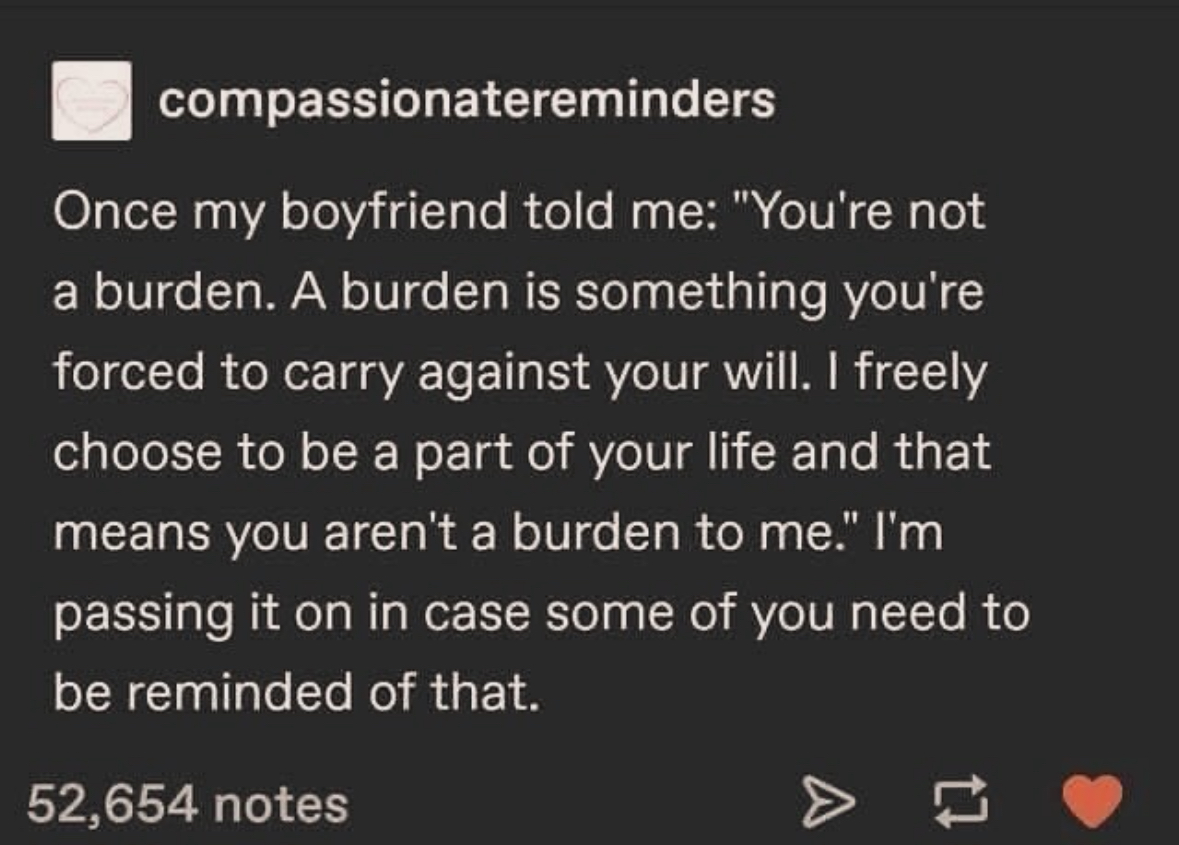 compassionatereminders
Once my boyfriend told me: "You're not
a burden. A burden is something you're
forced to carry against your will. I freely
choose to be a part of your life and that
means you aren't a burden to me." I'm
passing it on in case some of you need to
be reminded of that.
52,654 notes